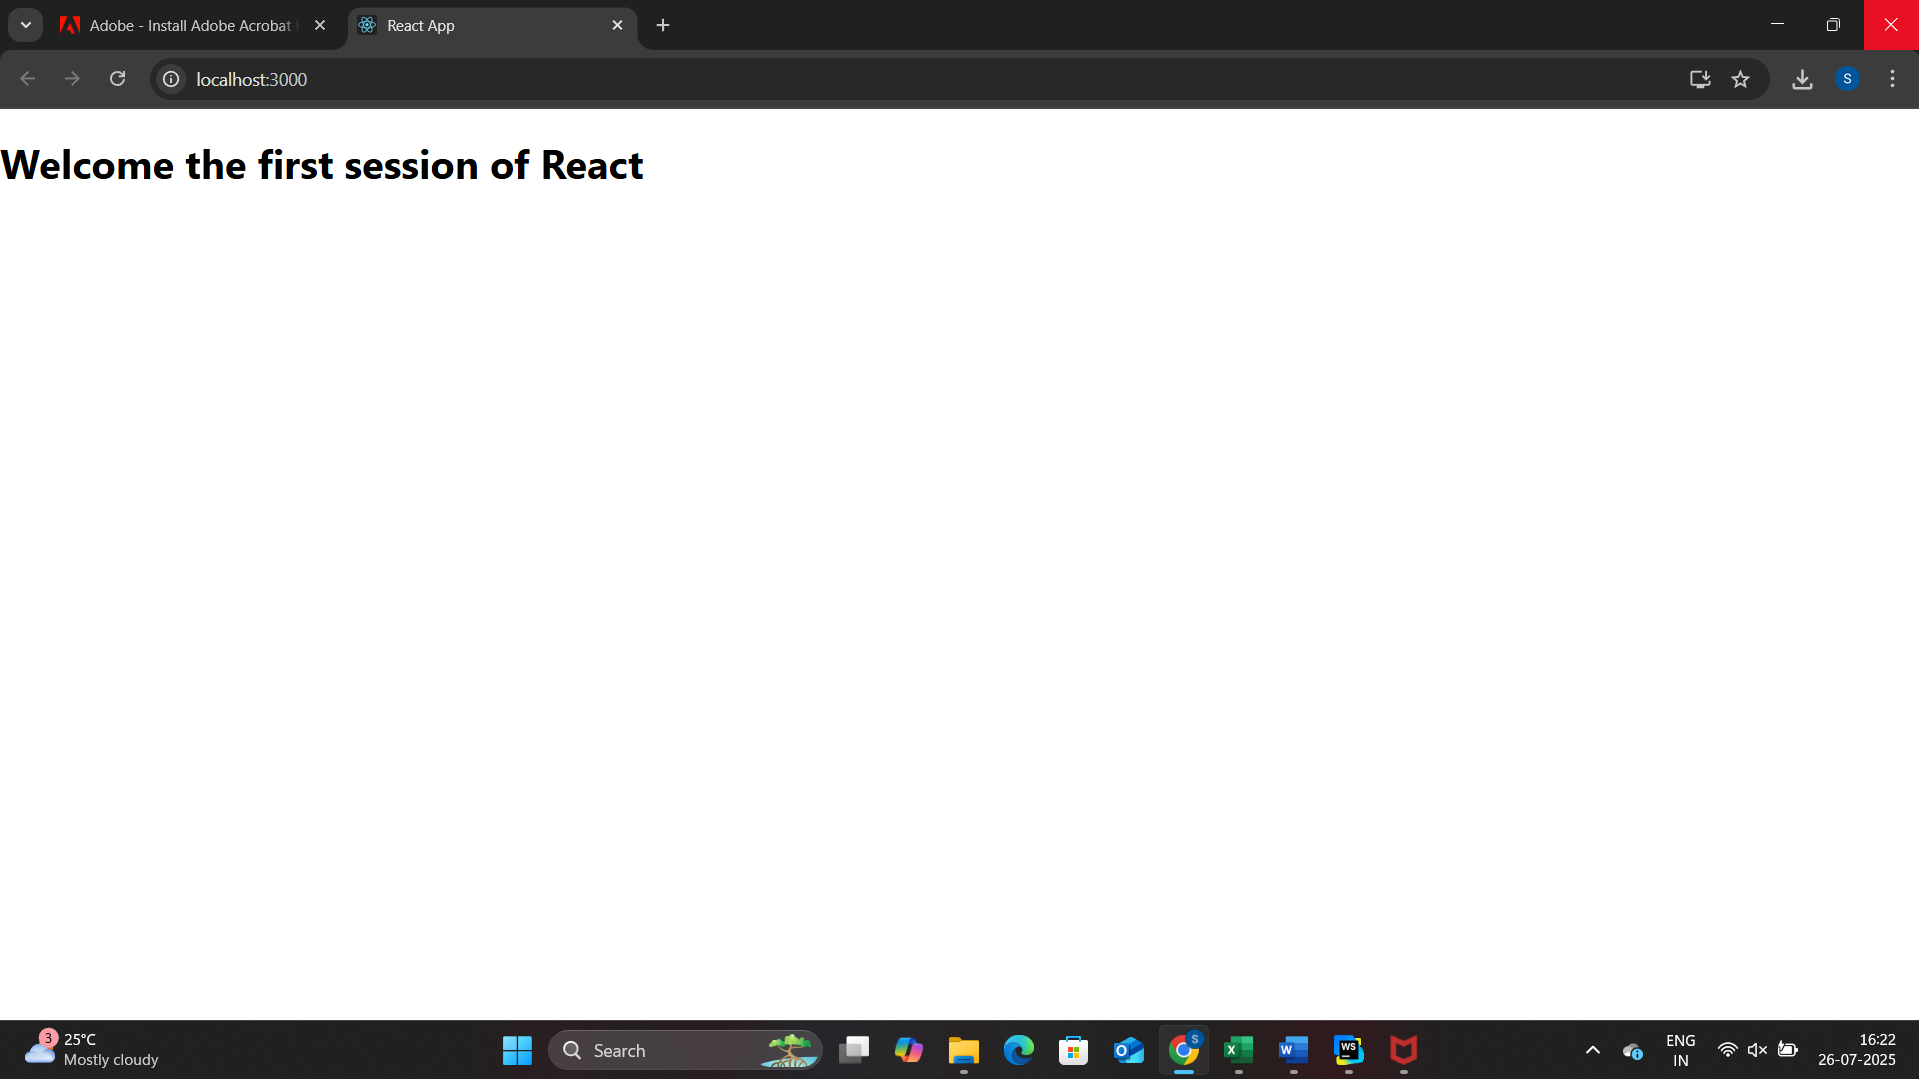 Adobe - Install Adobe Acrobat
React App
localhost:3000
S
Welcome the first session of React
3
25°C
Mostly cloudy
Search
S
WS
ENG
IN
16:22
26-07-2025